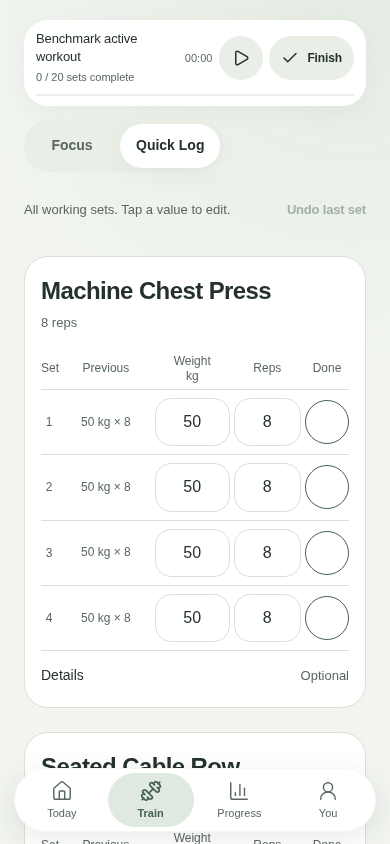 Benchmark active
workout
0 / 20 sets complete
00:00
Finish
Focus
Quick Log
All working sets. Tap a value to edit.
Undo last set
Machine Chest Press
8 reps
Set Previous Weight kg Reps Done
1 50 kg × 8 50 8
2 50 kg × 8 50 8
3 50 kg × 8 50 8
4 50 kg × 8 50 8
Details Optional
Seated Cable Row
Set Previous Weight Reps Done
Today Train Progress You